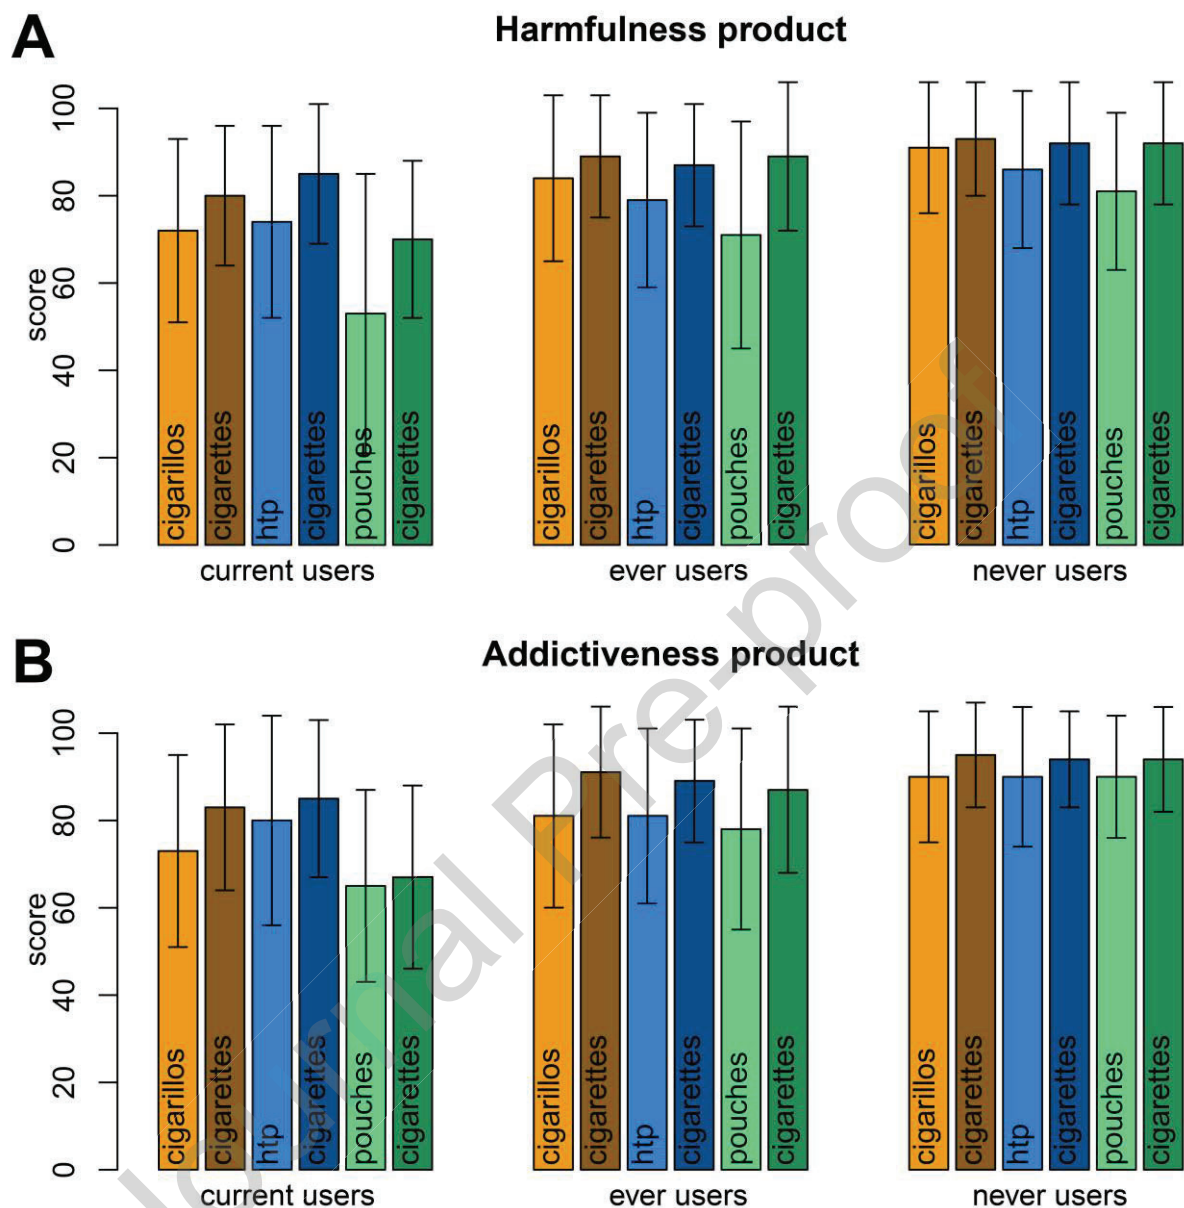 A
Harmfulness product
score
0
20
40
60
80
100
cigarillos
cigarettes
htp
cigarettes
pouches
cigarettes
current users
cigarillos
cigarettes
htp
cigarettes
pouches
cigarettes
ever users
cigarillos
cigarettes
htp
cigarettes
pouches
cigarettes
never users
B
Addictiveness product
score
0
20
40
60
80
100
cigarillos
cigarettes
htp
cigarettes
pouches
cigarettes
current users
cigarillos
cigarettes
htp
cigarettes
pouches
cigarettes
ever users
cigarillos
cigarettes
htp
cigarettes
pouches
cigarettes
never users
Journal Pre-proof